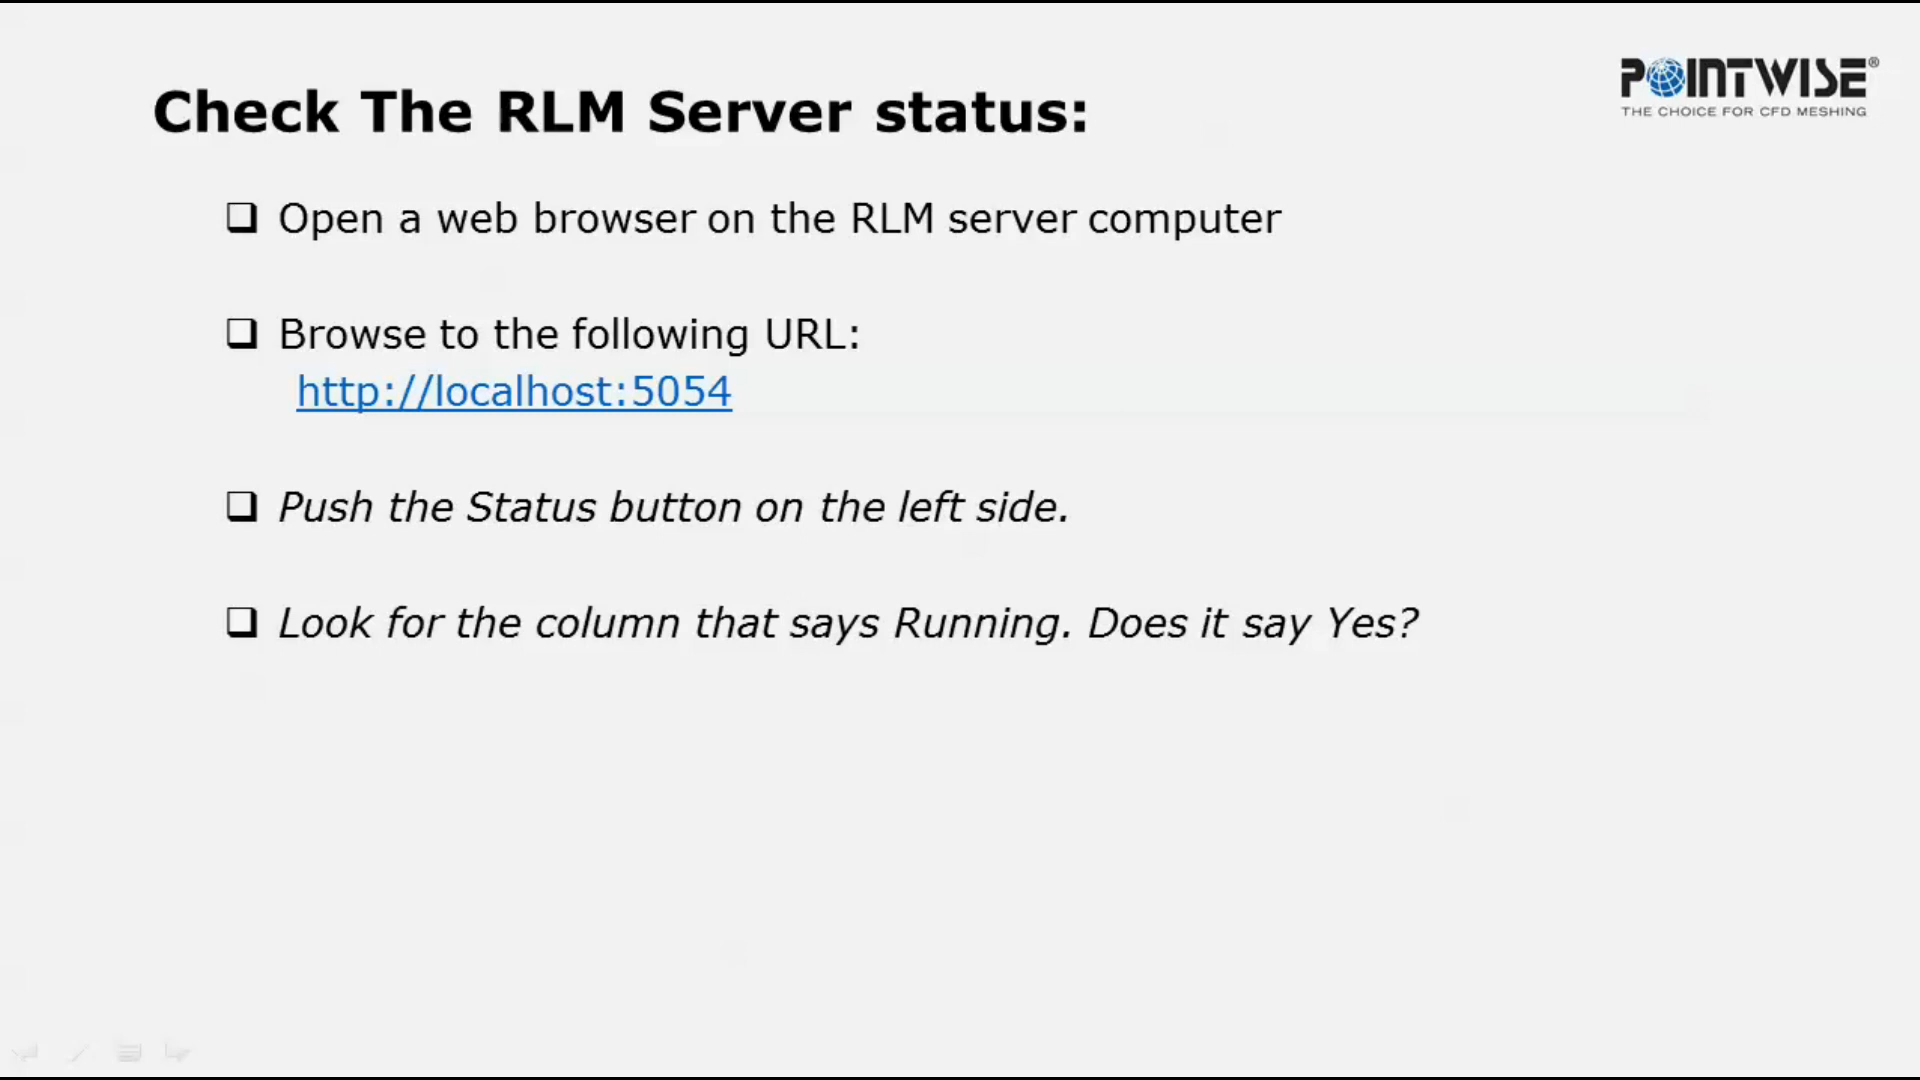 POINTWISE®
THE CHOICE FOR CFD MESHING
Check The RLM Server status:
❑ Open a web browser on the RLM server computer
❑ Browse to the following URL:
http://localhost:5054
❑ Push the Status button on the left side.
❑ Look for the column that says Running. Does it say Yes?